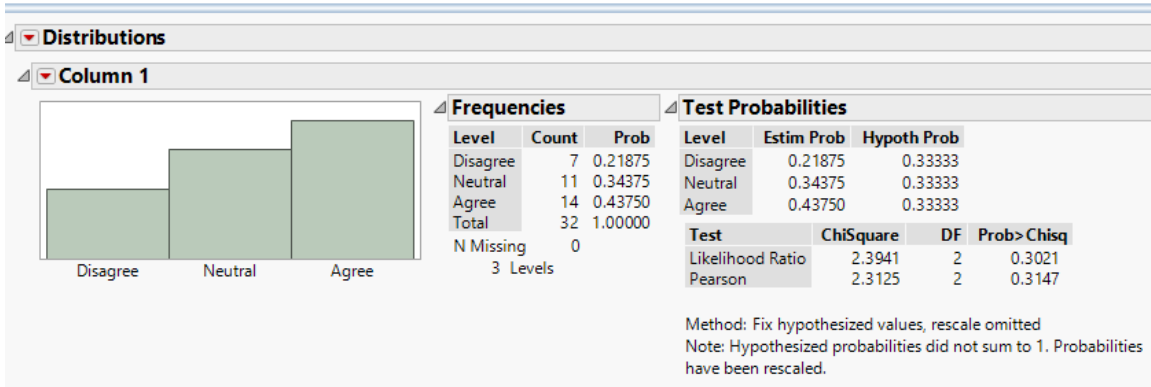 Distributions
Column 1
Disagree Neutral Agree
Frequencies
Level Count Prob
Disagree 7 0.21875
Neutral 11 0.34375
Agree 14 0.43750
Total 32 1.00000
N Missing 0
3 Levels
Test Probabilities
Level Estim Prob Hypoth Prob
Disagree 0.21875 0.33333
Neutral 0.34375 0.33333
Agree 0.43750 0.33333
Test ChiSquare DF Prob>Chisq
Likelihood Ratio 2.3941 2 0.3021
Pearson 2.3125 2 0.3147
Method: Fix hypothesized values, rescale omitted
Note: Hypothesized probabilities did not sum to 1. Probabilities
have been rescaled.